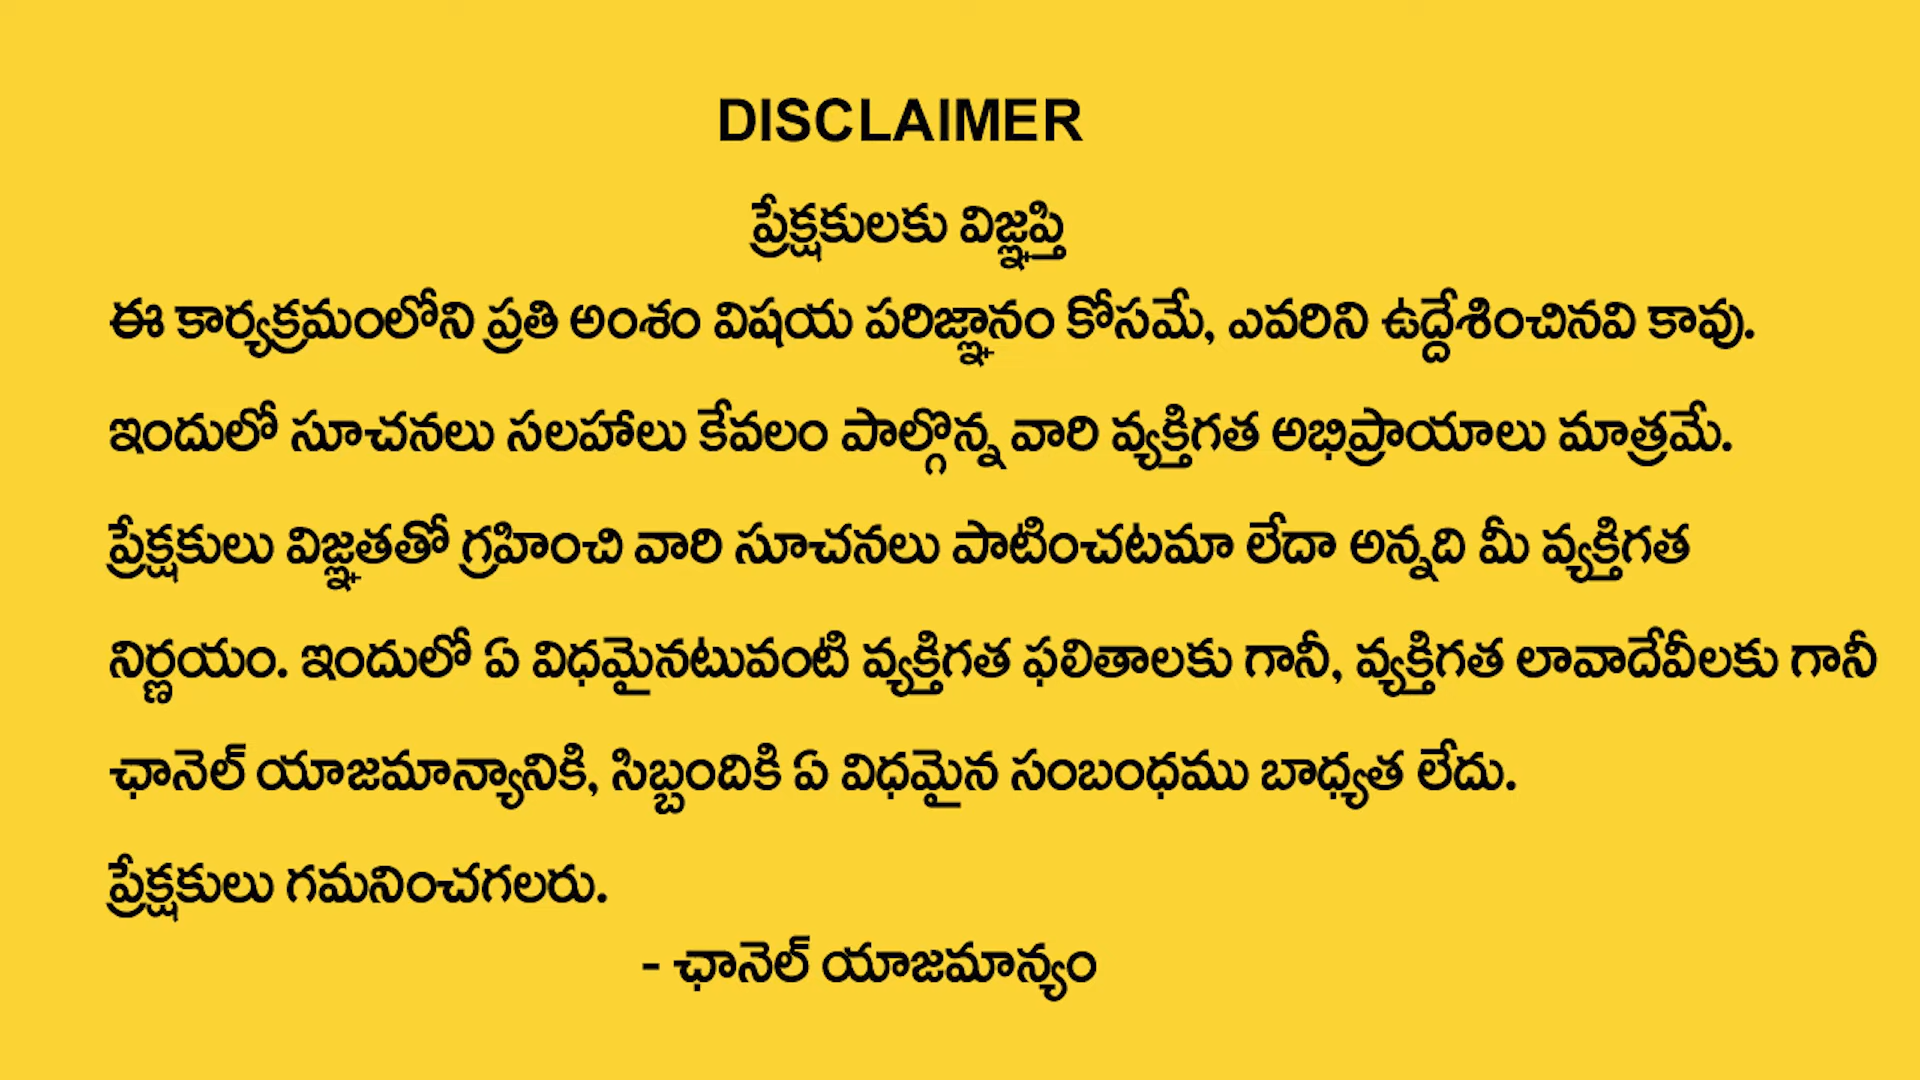 DISCLAIMER
ప్రేక్షకులకు విజ్ఞప్తి
ఈ కార్యక్రమంలోని ప్రతి అంశం విషయ పరిజ్ఞానం కోసమే, ఎవరిని ఉద్దేశించినవి కావు.
ఇందులో సూచనలు సలహాలు కేవలం పాల్గొన్న వారి వ్యక్తిగత అభిప్రాయాలు మాత్రమే.
ప్రేక్షకులు విజ్ఞతతో గ్రహించి వారి సూచనలు పాటించటమా లేదా అన్నది మీ వ్యక్తిగత
నిర్ణయం. ఇందులో ఏ విధమైనటువంటి వ్యక్తిగత ఫలితాలకు గానీ, వ్యక్తిగత లావాదేవీలకు గానీ
ఛానెల్ యాజమాన్యానికి, సిబ్బందికి ఏ విధమైన సంబంధము బాధ్యత లేదు.
ప్రేక్షకులు గమనించగలరు.
- ఛానెల్ యాజమాన్యం